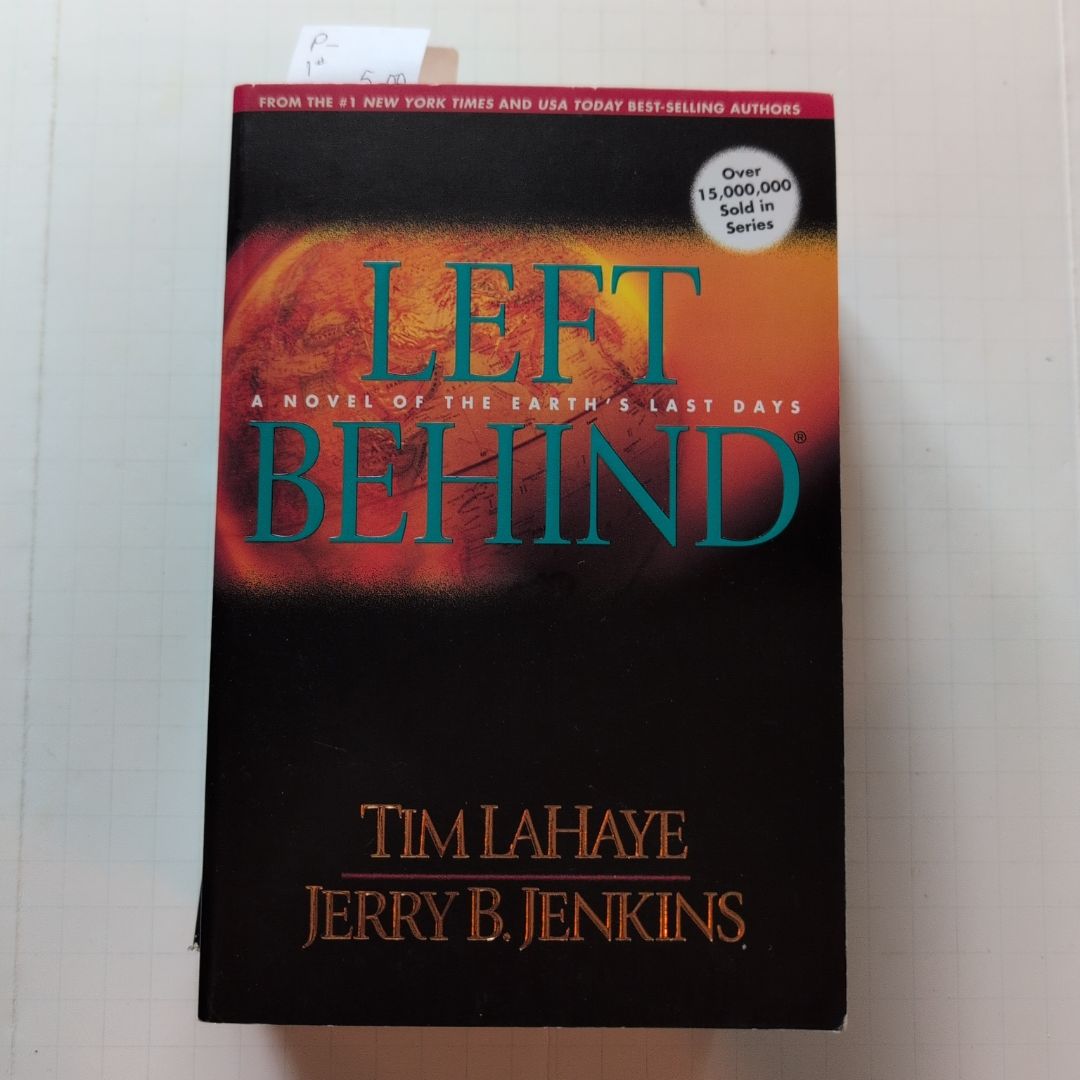 P-
1st
5.00
FROM THE #1 NEW YORK TIMES AND USA TODAY BEST-SELLING AUTHORS
Over
15,000,000
Sold in
Series
LEFT
A NOVEL OF THE EARTH'S LAST DAYS
BEHIND®
TIM LAHAYE
JERRY B. JENKINS